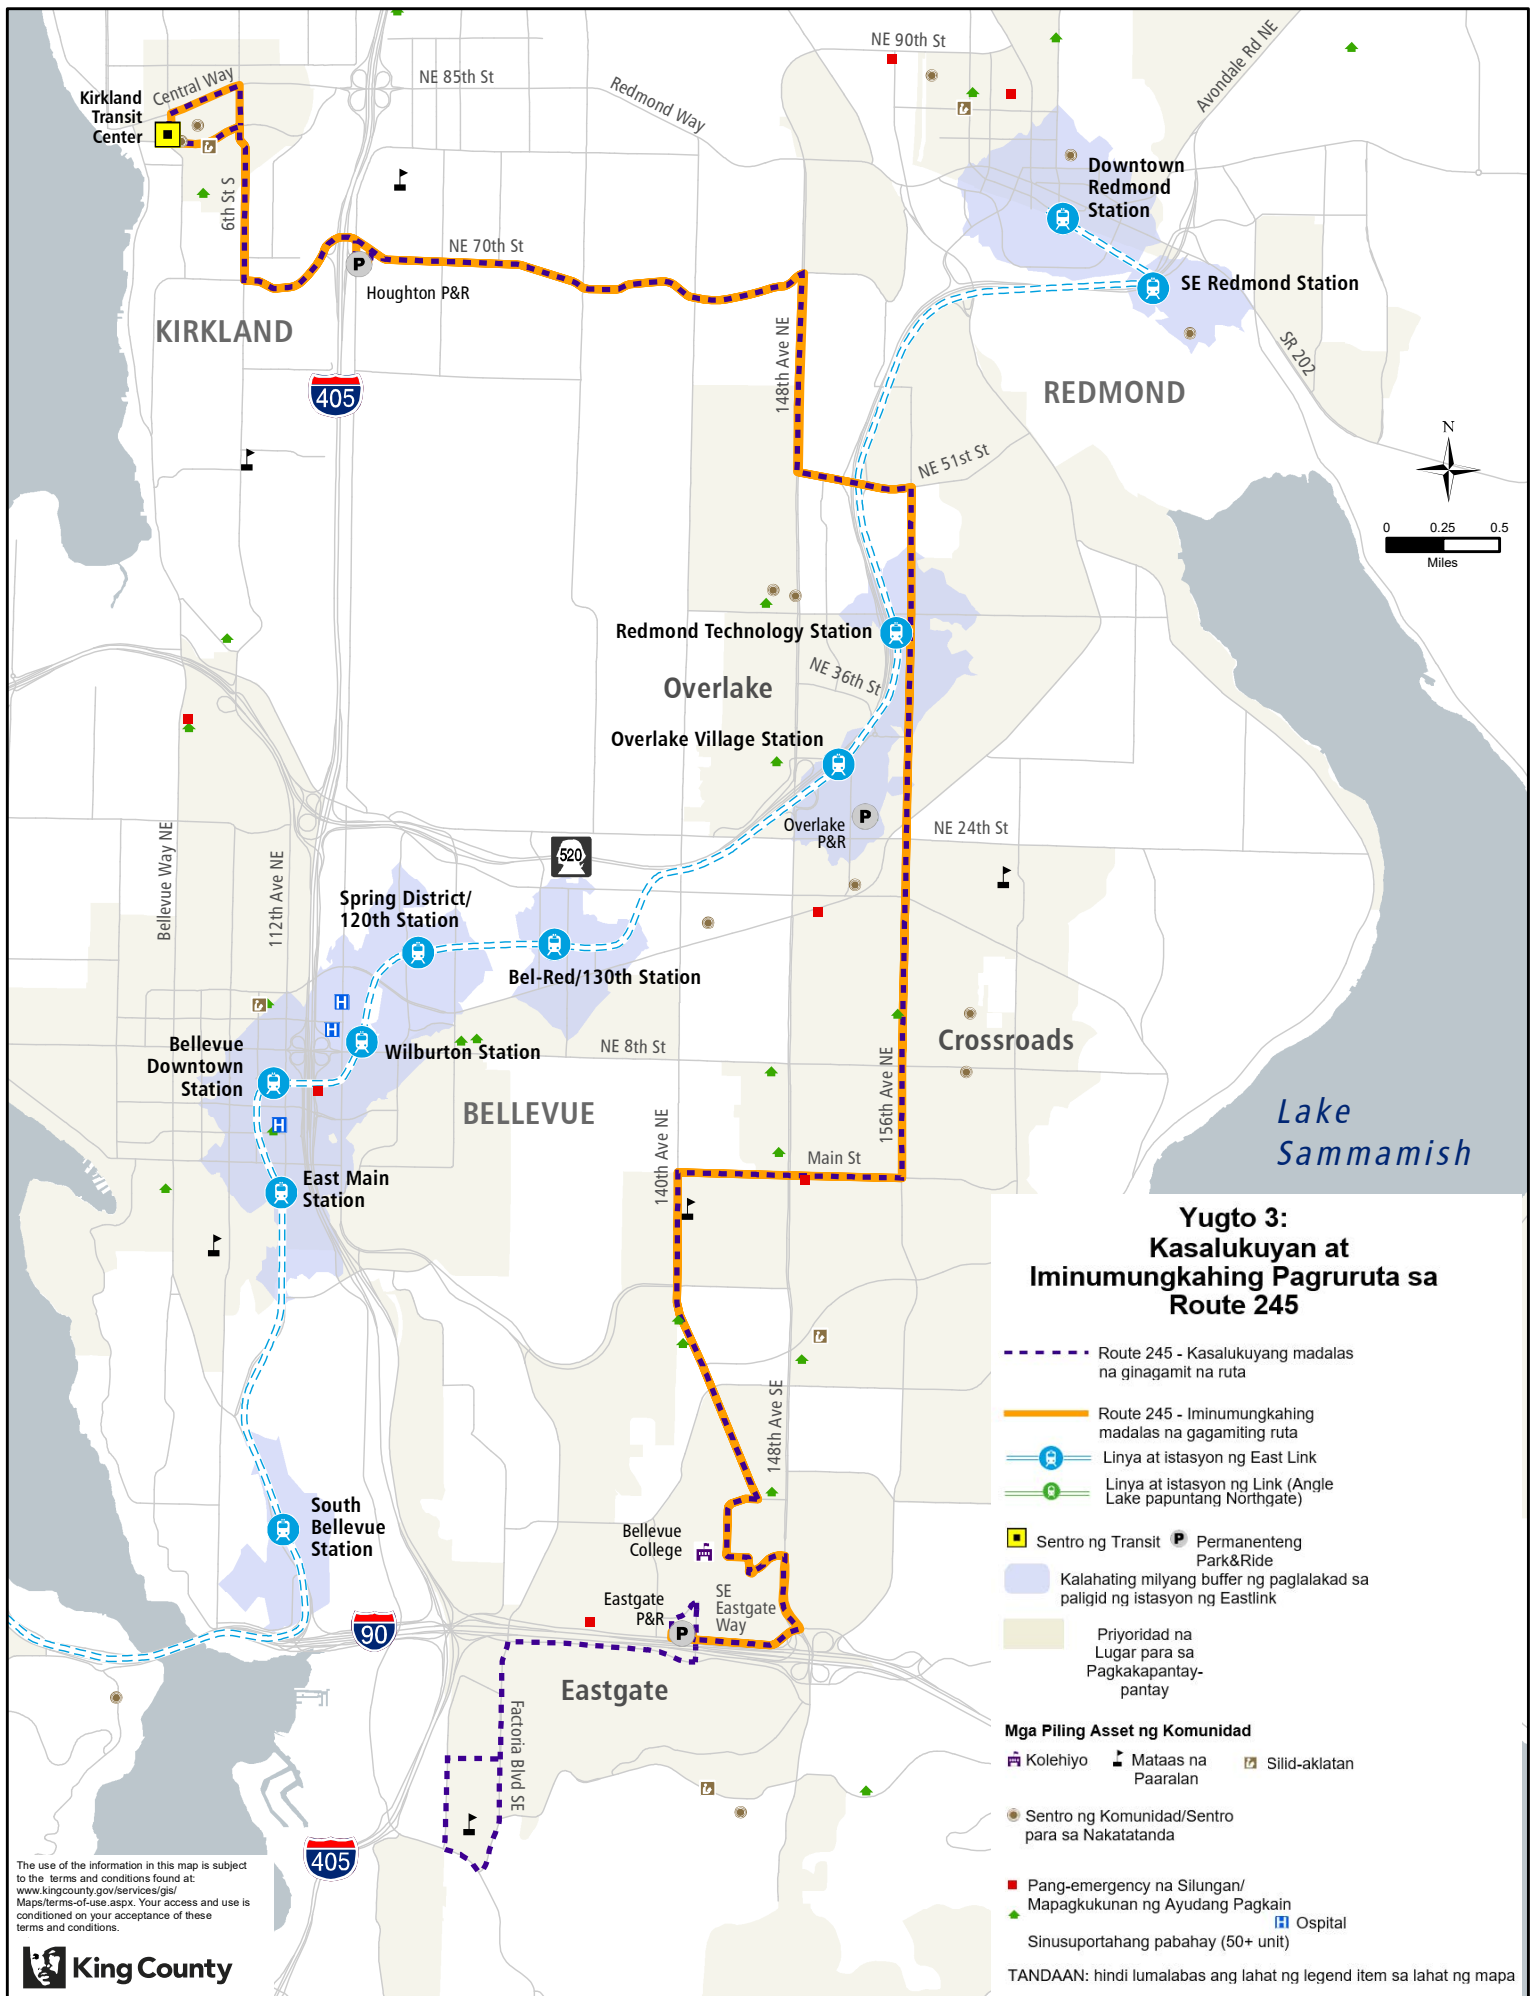 NE 90th St
Avondale Rd NE
NE 85th St
Redmond Way
Central Way
Kirkland
Transit
Center
6th St S
Downtown
Redmond
Station
SE Redmond Station
NE 70th St
P
Houghton P&R
KIRKLAND
148th Ave NE
SR 202
405
REDMOND
N
NE 51st St
0 0.25 0.5
Miles
Redmond Technology Station
NE 36th St
Overlake
Overlake Village Station
P
Overlake
P&R
NE 24th St
Bellevue Way NE
112th Ave NE
520
Spring District/
120th Station
Bel-Red/130th Station
H
H
Bellevue
Downtown
Station
Wilburton Station
NE 8th St
Crossroads
156th Ave NE
BELLEVUE
140th Ave NE
H
Lake
Sammamish
Main St
East Main
Station
148th Ave SE
South
Bellevue
Station
Bellevue
College
Eastgate
P&R
P
SE
Eastgate
Way
90
Eastgate
Factoria Blvd SE
405
Yugto 3:
Kasalukuyan at
Iminumungkahing Pagruruta sa
Route 245
Route 245 - Kasalukuyang madalas
na ginagamit na ruta
Route 245 - Iminumungkahing
madalas na gagamiting ruta
Linya at istasyon ng East Link
Linya at istasyon ng Link (Angle
Lake papuntang Northgate)
Sentro ng Transit
P Permanenteng
Park&Ride
Kalahating milyang buffer ng paglalakad sa
paligid ng istasyon ng Eastlink
Priyoridad na
Lugar para sa
Pagkakapantay-
pantay
Mga Piling Asset ng Komunidad
Kolehiyo
Mataas na
Paaralan
Silid-aklatan
Sentro ng Komunidad/Sentro
para sa Nakatatanda
Pang-emergency na Silungan/
Mapagkukunan ng Ayudang Pagkain
H Ospital
Sinusuportahang pabahay (50+ unit)
TANDAAN: hindi lumalabas ang lahat ng legend item sa lahat ng mapa
The use of the information in this map is subject
to the terms and conditions found at:
www.kingcounty.gov/services/gis/
Maps/terms-of-use.aspx. Your access and use is
conditioned on your acceptance of these
terms and conditions.
King County